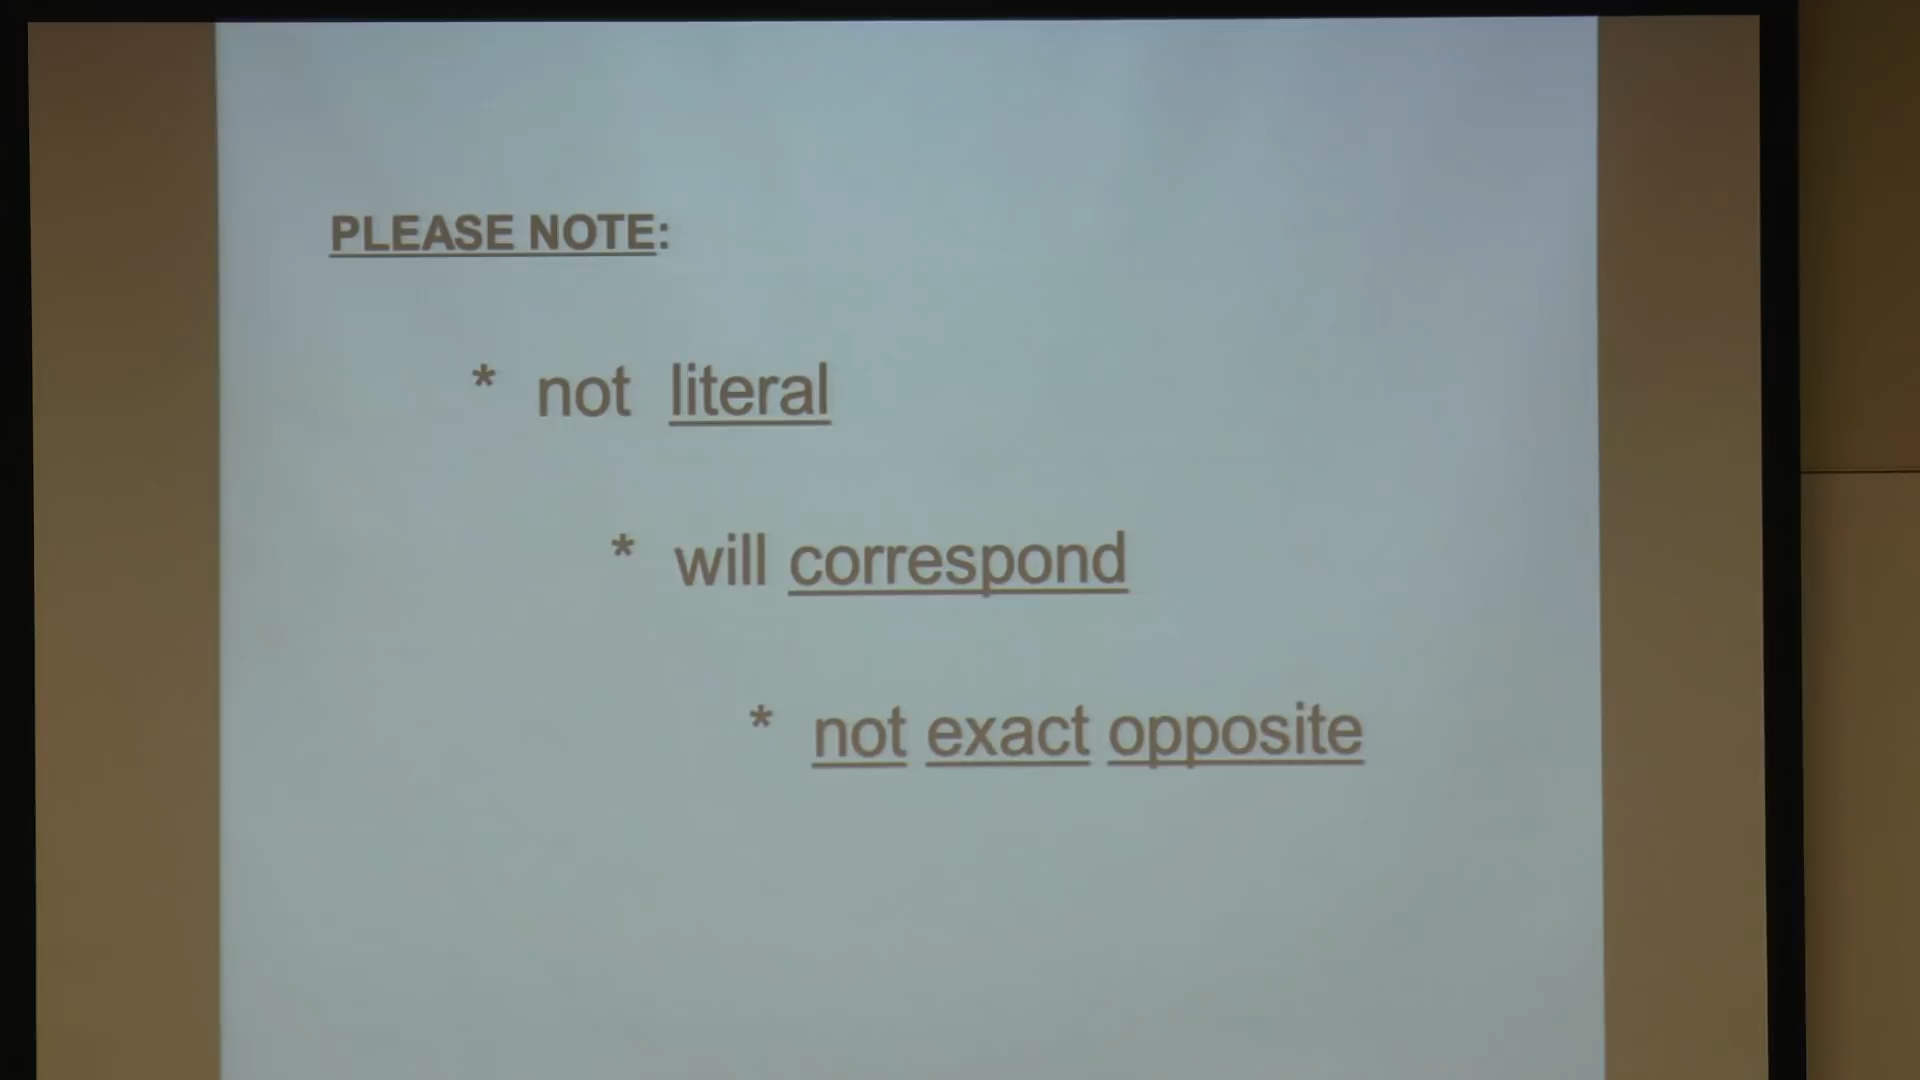 PLEASE NOTE:
* not literal
* will correspond
* not exact opposite